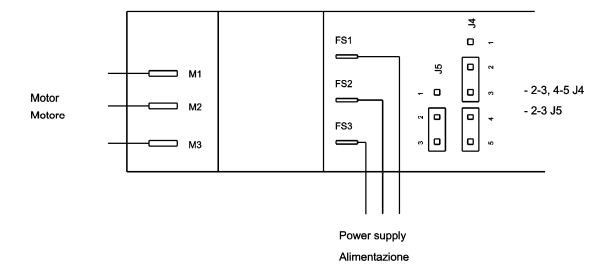 J4
FS1
1
J5
2
M1
FS2
1
3
- 2-3, 4-5 J4
Motor
Motore
M2
2
4
- 2-3 J5
FS3
M3
3
5
Power supply
Alimentazione